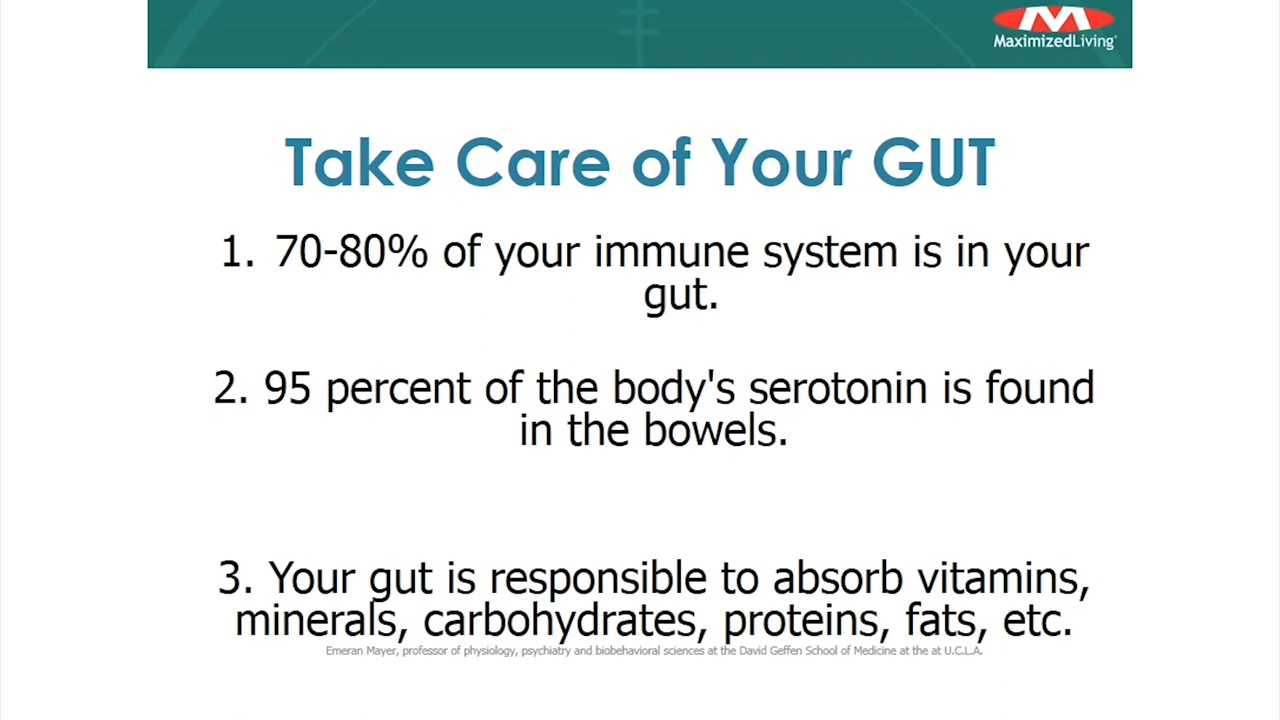 MaximizedLiving
Take Care of Your GUT
1. 70-80% of your immune system is in your
gut.
2. 95 percent of the body's serotonin is found
in the bowels.
3. Your gut is responsible to absorb vitamins,
minerals, carbohydrates, proteins, fats, etc.
Emeran Mayer, professor of physiology, psychiatry and biobehavioral sciences at the David Geffen School of Medicine at the at U.C.L.A.